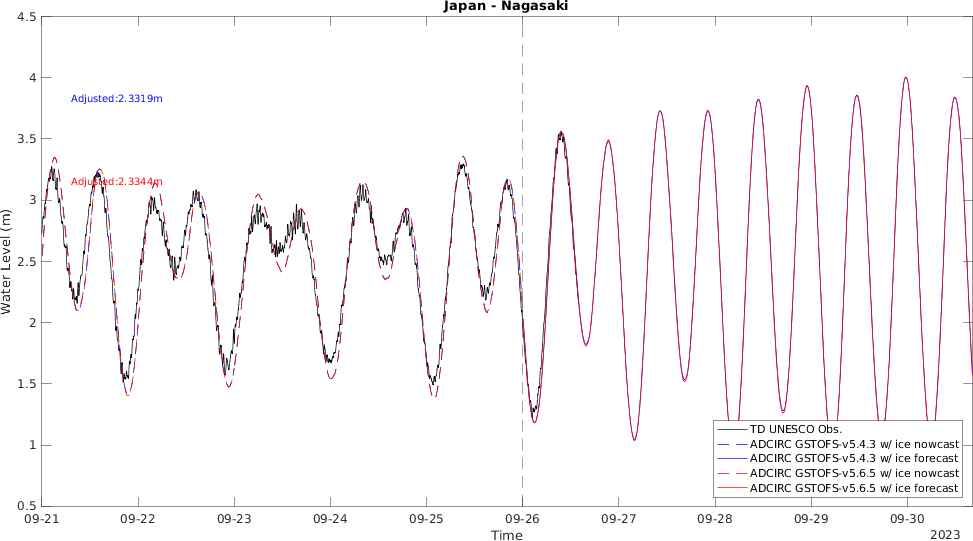 Japan - Nagasaki
4.5
4
3.5
3
2.5
2
1.5
1
0.5
Water Level (m)
Adjusted:2.3319m
Adjusted:2.3344m
TD UNESCO Obs.
ADCIRC GSTOFS-v5.4.3 w/ ice nowcast
ADCIRC GSTOFS-v5.4.3 w/ ice forecast
ADCIRC GSTOFS-v5.6.5 w/ ice nowcast
ADCIRC GSTOFS-v5.6.5 w/ ice forecast
09-21 09-22 09-23 09-24 09-25 09-26 09-27 09-28 09-29 09-30
Time
2023